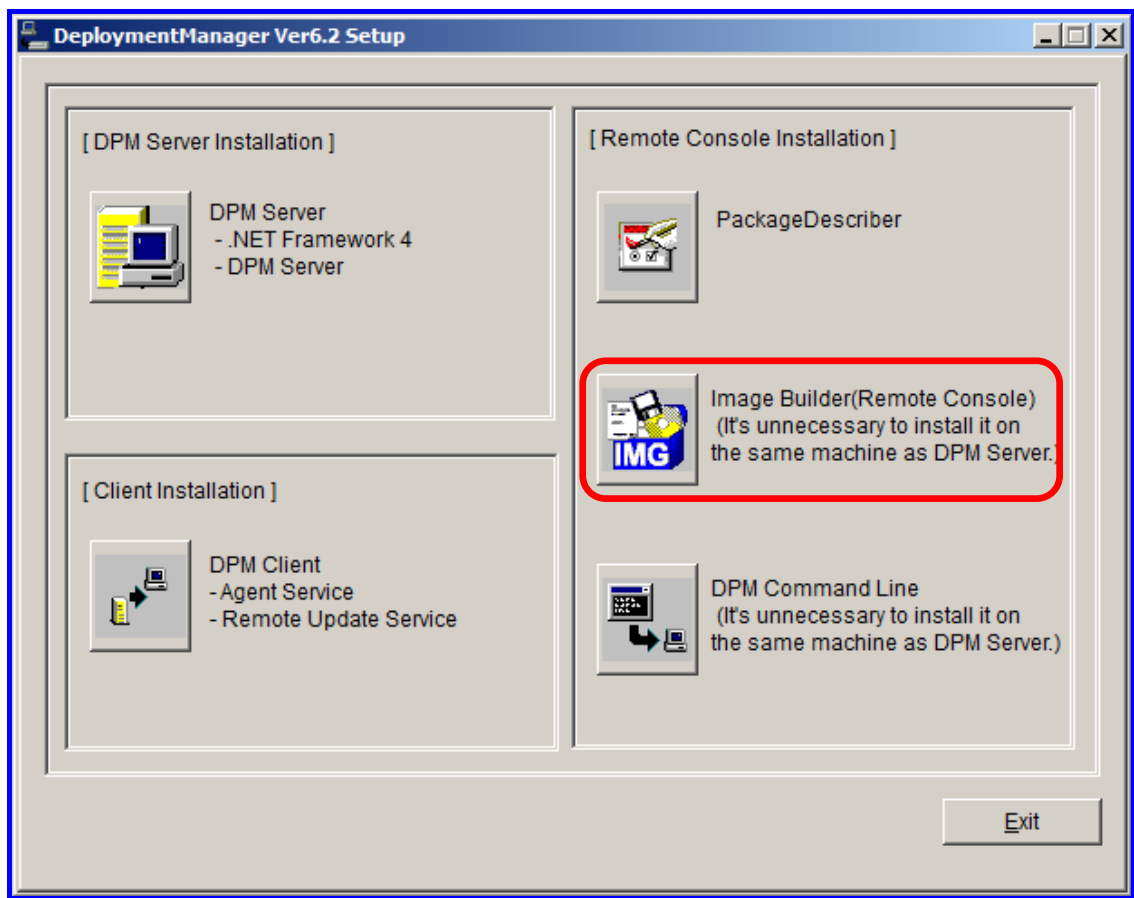 DeploymentManager Ver6.2 Setup
[ DPM Server Installation ]
DPM Server
- .NET Framework 4
- DPM Server
[ Client Installation ]
DPM Client
- Agent Service
- Remote Update Service
[ Remote Console Installation ]
PackageDescriber
IMG
Image Builder(Remote Console)
(It's unnecessary to install it on
the same machine as DPM Server.)
DPM Command Line
(It's unnecessary to install it on
the same machine as DPM Server.)
Exit